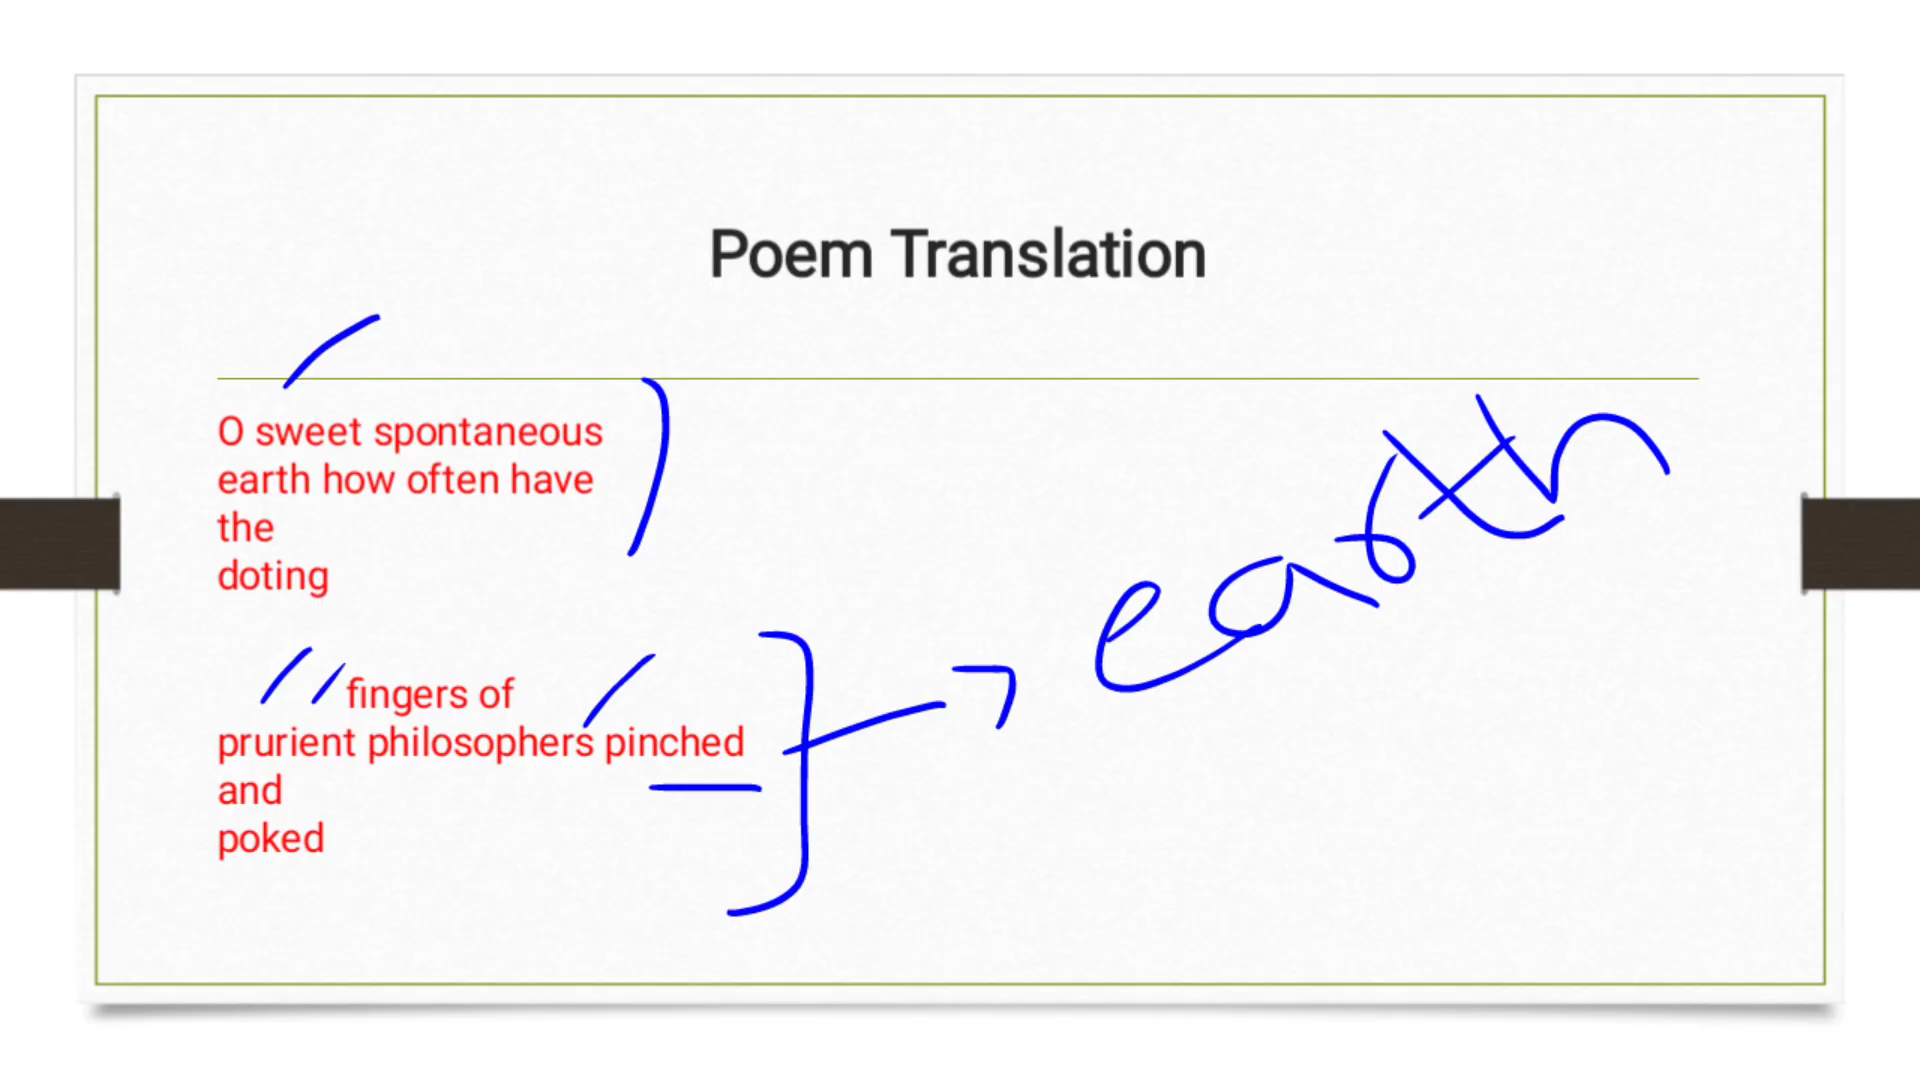 Poem Translation
O sweet spontaneous
earth how often have
the
doting
fingers of
prurient philosophers pinched
and
poked
earth